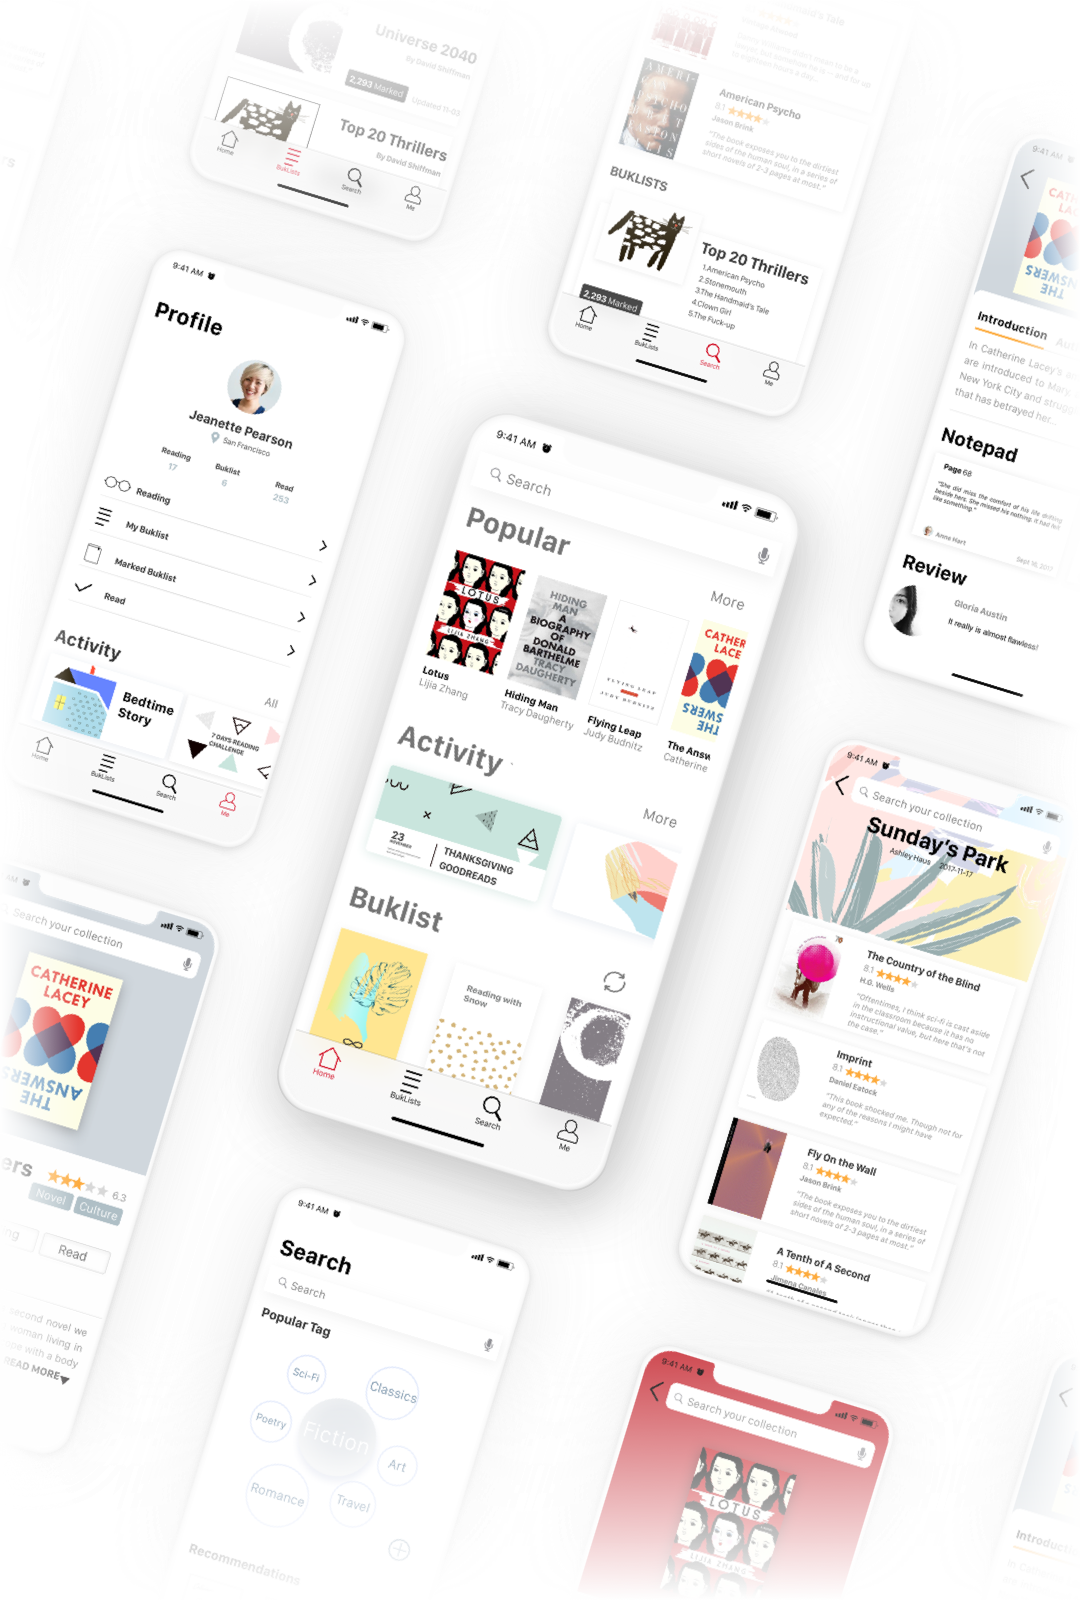 Universe 2040
By David Shiffman
2,293 Marked
Updated 11-03
Top 20 Thrillers
By David Shiffman
Home
BukLists
Search
Me
American Psycho
8.1
Jason Brink
"The book exposes you to the dirtiest
sides of the human soul, in a series of
short novels of 2-3 pages at most."
BUKLISTS
Top 20 Thrillers
1.American Psycho
2.Stonemouth
3.The Handmaid's Tale
4.Clown Girl
5.The Fuck-up
2,293 Marked
Home
BukLists
Search
Me
9:41 AM
CATHERINE
THE
ANSWERS
Introduction
In Catherine Lacey's
are introduced to Mary
New York City and
that has betrayed her...
Notepad
Page 68
"She did miss the comfort of his life shifting
beside hers. She missed his nothing. It had felt
like something."
Anne Hart
Sept 18, 2017
Review
Gloria Austin
It really is almost flawless!
9:41 AM
Profile
Jeanette Pearson
San Francisco
Reading
17
Buklist
6
Read
253
Reading
My Buklist
Marked Buklist
Read
Activity
All
Bedtime
Story
7 DAYS READING
CHALLENGE
Home
BukLists
Search
Me
9:41 AM
Search
Popular
More
LOTUS
LIJIA ZHANG
HIDING
MAN
A
BIOGRAPHY
OF
DONALD
BARTHELME
TRACY
DAUGHERTY
FLYING LEAP
JUDY BUDNITZ
CATHER
LACE
Lotus
Lijia Zhang
Hiding Man
Tracy Daugherty
Flying Leap
Judy Budnitz
The Answ
Catherine
Activity
More
23
NOVEMBER
THANKSGIVING
GOODREADS
Buklist
Reading with
Snow
Home
BukLists
Search
Me
9:41 AM
Search your collection
Sunday's Park
Ashley Haus
2017-11-17
The Country of the Blind
8.1
H.G. Wells
"Oftentimes, I think sci-fi is cast aside
in the classroom because it has no
instructional value, but here that's not
the case."
Imprint
8.1
Daniel Eatock
"This book shocked me. Though not for
any of the reasons I might have
expected."
Fly On the Wall
8.1
Jason Brink
"The book exposes you to the dirtiest
sides of the human soul, in a series of
short novels of 2-3 pages at most."
A Tenth of A Second
8.1
Jimena Canales
AM
Search your collection
CATHERINE
LACEY
THE
ANSWERS
ers
6.3
Novel
Culture
Read
second novel we
woman living in
with a body
READ MORE
9:41 AM
Search
Search
Popular Tag
Sci-Fi
Classics
Poetry
Fiction
Art
Romance
Travel
Recommendations
9:41 AM
Search your collection
LOTUS
LIJIA ZHANG
Introduction